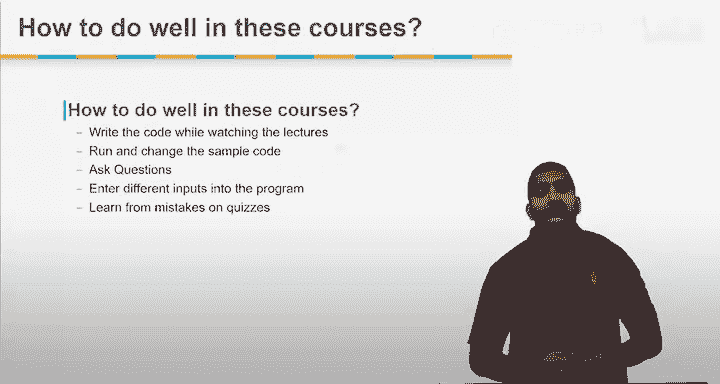 How to do well in these courses?
How to do well in these courses?
– Write the code while watching the lectures
– Run and change the sample code
– Ask Questions
– Enter different inputs into the program
– Learn from mistakes on quizzes